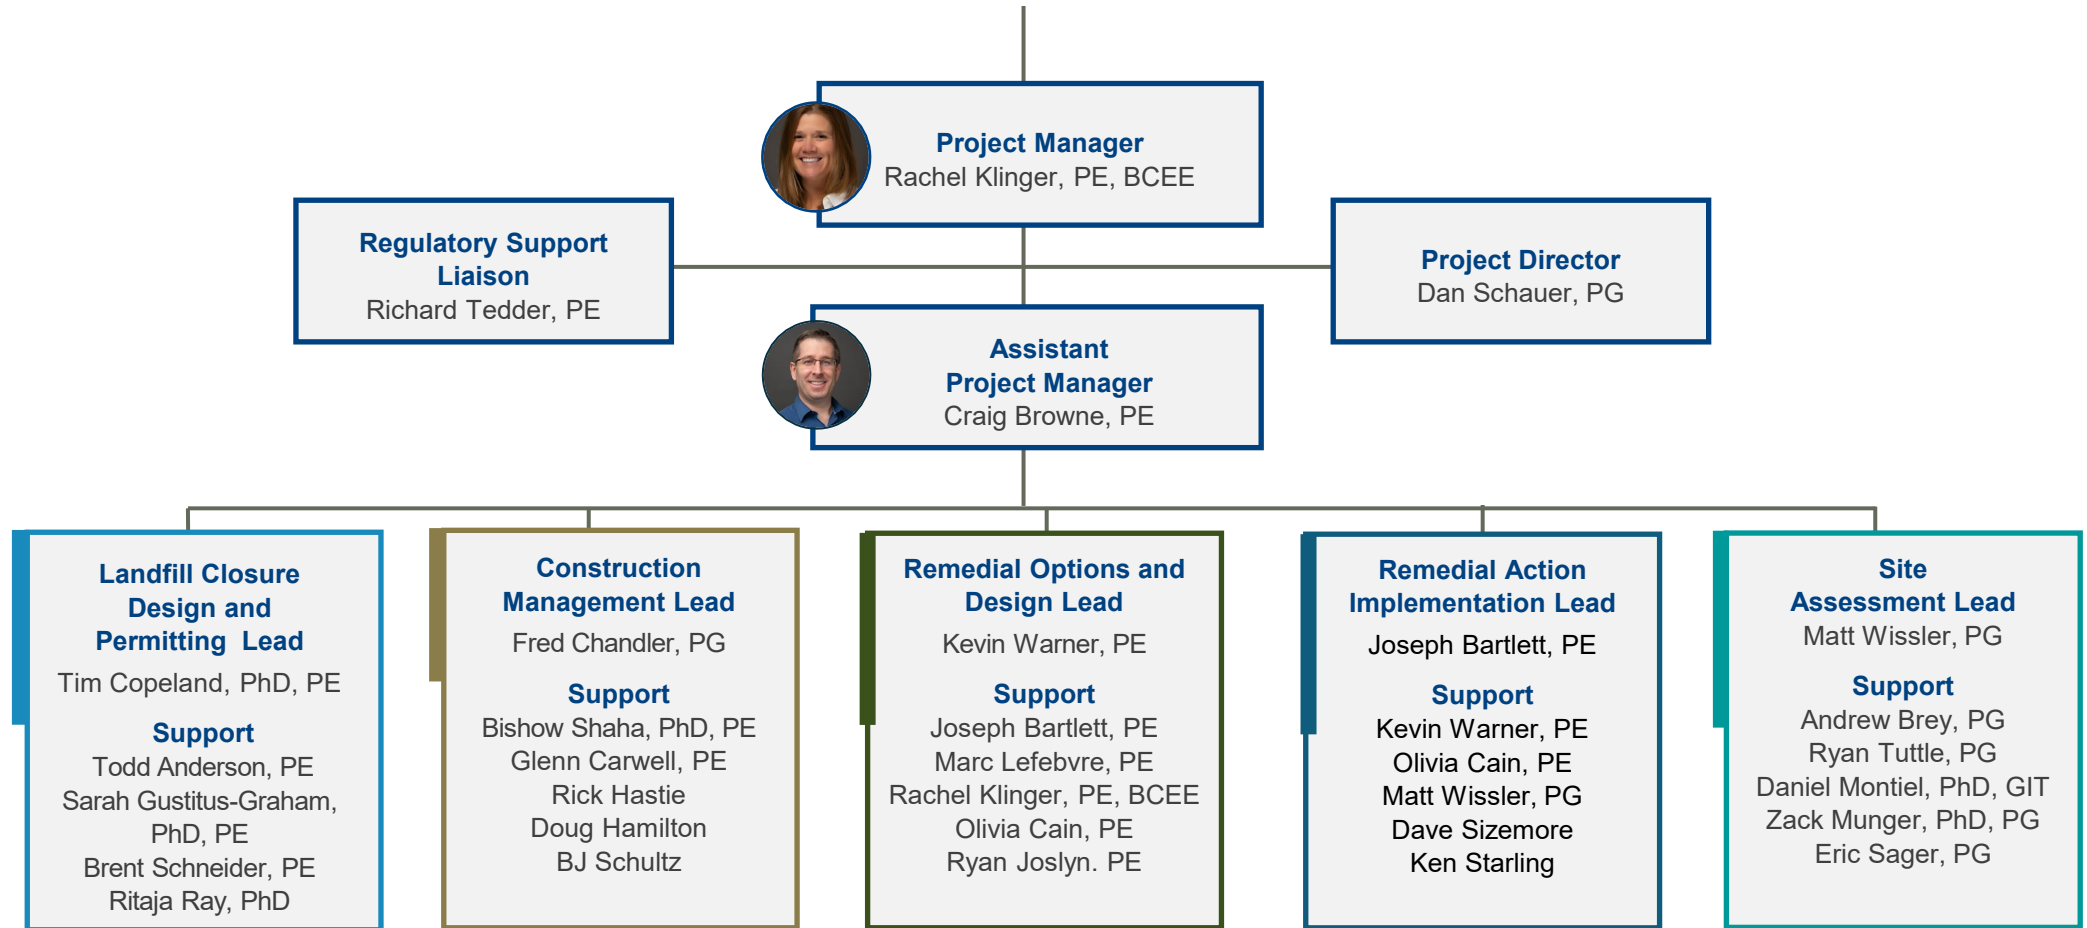 Project Manager
Rachel Klinger, PE, BCEE
Regulatory Support
Liaison
Richard Tedder, PE
Project Director
Dan Schauer, PG
Assistant
Project Manager
Craig Browne, PE
Landfill Closure
Design and
Permitting Lead
Tim Copeland, PhD, PE
Support
Todd Anderson, PE
Sarah Gustitus-Graham,
PhD, PE
Brent Schneider, PE
Ritaja Ray, PhD
Construction
Management Lead
Fred Chandler, PG
Support
Bishow Shaha, PhD, PE
Glenn Carwell, PE
Rick Hastie
Doug Hamilton
BJ Schultz
Remedial Options and
Design Lead
Kevin Warner, PE
Support
Joseph Bartlett, PE
Marc Lefebvre, PE
Rachel Klinger, PE, BCEE
Olivia Cain, PE
Ryan Joslyn. PE
Remedial Action
Implementation Lead
Joseph Bartlett, PE
Support
Kevin Warner, PE
Olivia Cain, PE
Matt Wissler, PG
Dave Sizemore
Ken Starling
Site
Assessment Lead
Matt Wissler, PG
Support
Andrew Brey, PG
Ryan Tuttle, PG
Daniel Montiel, PhD, GIT
Zack Munger, PhD, PG
Eric Sager, PG